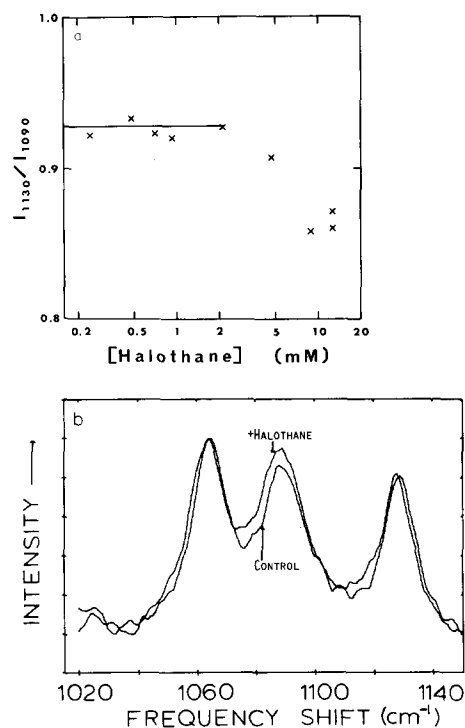 a
1.0
0.9
0.8
I1130/I1090
0.2 0.5 1 2 5 10 20
[Halothane] (mM)
b
+HALOTHANE
CONTROL
INTENSITY
1020 1060 1100 1140
FREQUENCY SHIFT (cm-1)